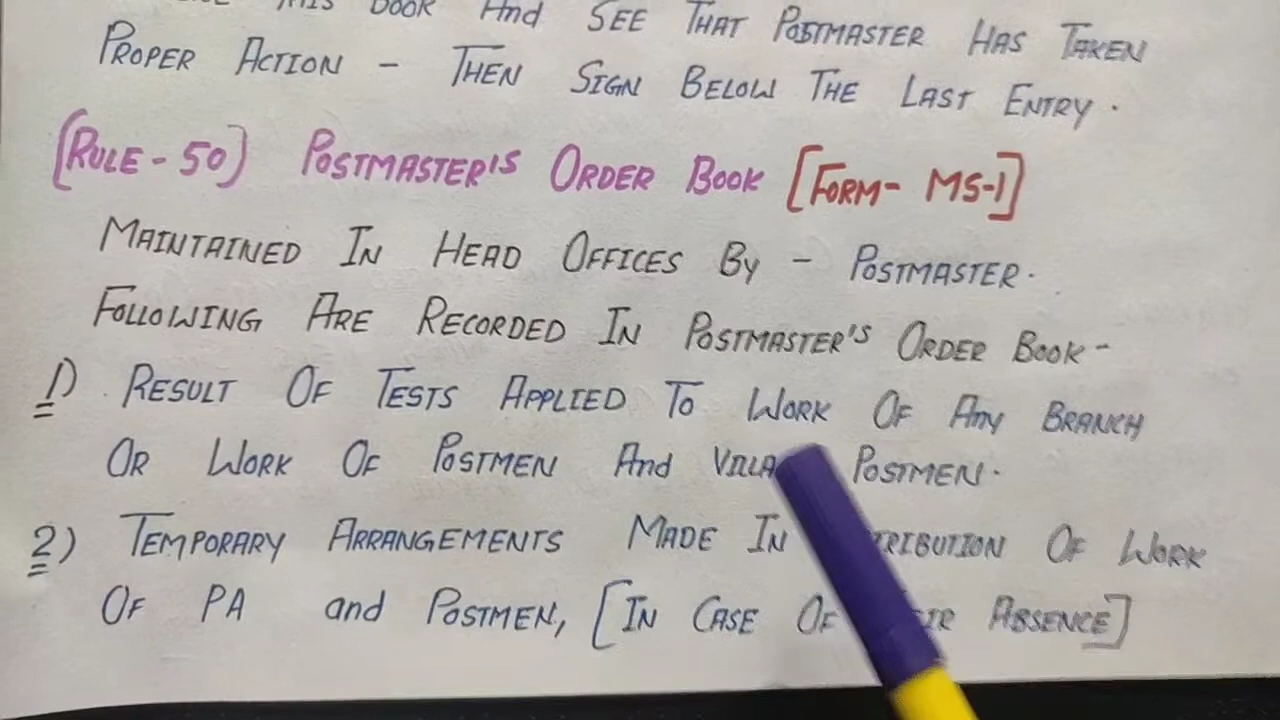 THIS BOOK And SEE THAT POSTMASTER HAS TAKEN
PROPER ACTION - THEN SIGN BELOW THE LAST ENTRY.
[RULE-50] POSTMASTER'S ORDER BOOK [FORM- MS-1]
MAINTAINED IN HEAD OFFICES By - POSTMASTER.
FOLLOWING ARE RECORDED IN POSTMASTER'S ORDER BOOK-
1) RESULT OF TESTS APPLIED TO WORK OF Any BRANCH
OR WORK OF POSTMEN And POSTMEN.
2) TEMPORARY ARRANGEMENTS MADE IN OF WORK
OF PA and POSTMEN, [IN CASE OF ABSENCE]